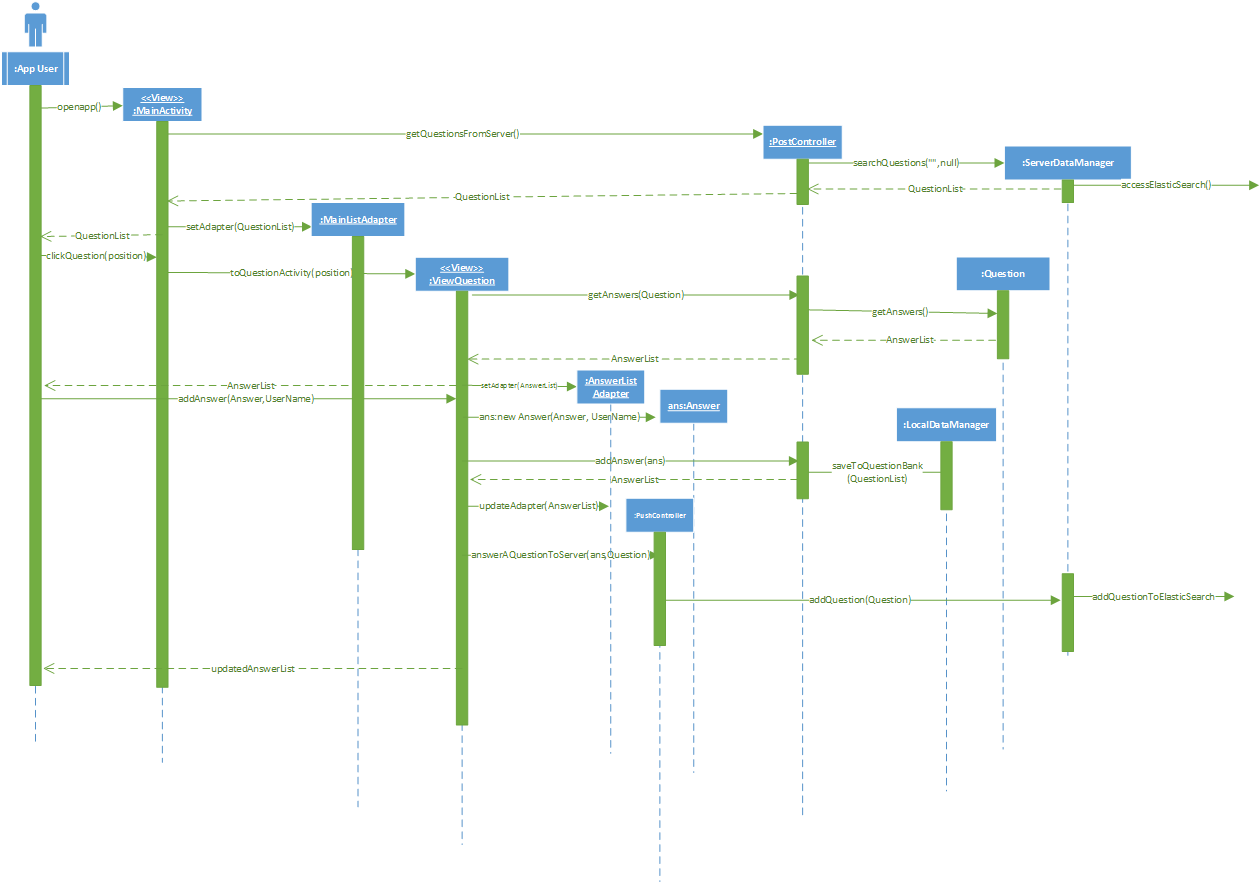 :App User
<<View>>
:MainActivity
openapp()
getQuestionsFromServer()
:PostController
searchQuestions("",null)
:ServerDataManager
accessElasticSearch()
QuestionList
QuestionList
:MainListAdapter
setAdapter(QuestionList)
QuestionList
clickQuestion(position)
toQuestionActivity(position)
<<View>>
:ViewQuestion
:Question
getAnswers(Question)
getAnswers()
AnswerList
AnswerList
AnswerList
setAdapter(AnswerList)
:AnswerList
Adapter
addAnswer(Answer,UserName)
ans:Answer
ans:new Answer(Answer, UserName)
:LocalDataManager
addAnswer(ans)
saveToQuestionBank
(QuestionList)
AnswerList
updateAdapter(AnswerList)
:PushController
answerAQuestionToServer(ans,Question)
addQuestion(Question)
addQuestionToElasticSearch
updatedAnswerList